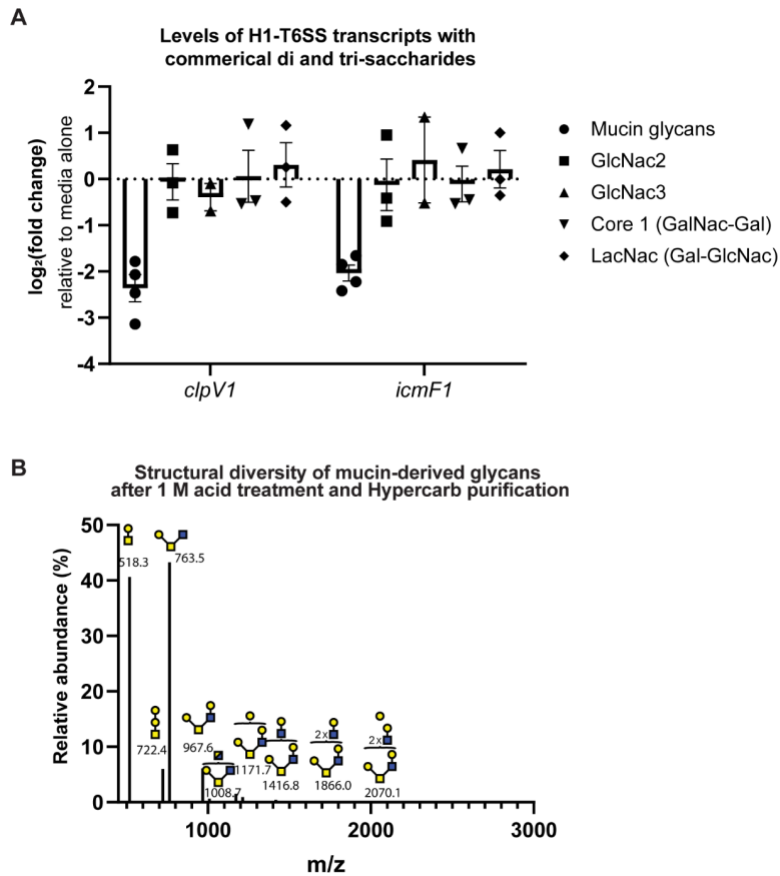 A
Levels of H1-T6SS transcripts with
commerical di and tri-saccharides
log₂(fold change)
relative to media alone
2
1
0
-1
-2
-3
-4
clpV1
icmF1
Mucin glycans
GlcNac2
GlcNac3
Core 1 (GalNac-Gal)
LacNac (Gal-GlcNac)
B
Structural diversity of mucin-derived glycans
after 1 M acid treatment and Hypercarb purification
Relative abundance (%)
50
40
30
20
10
0
518.3
763.5
722.4
967.6
1008.7
1171.7
1416.8
2x
1866.0
2x
2070.1
1000
2000
3000
m/z